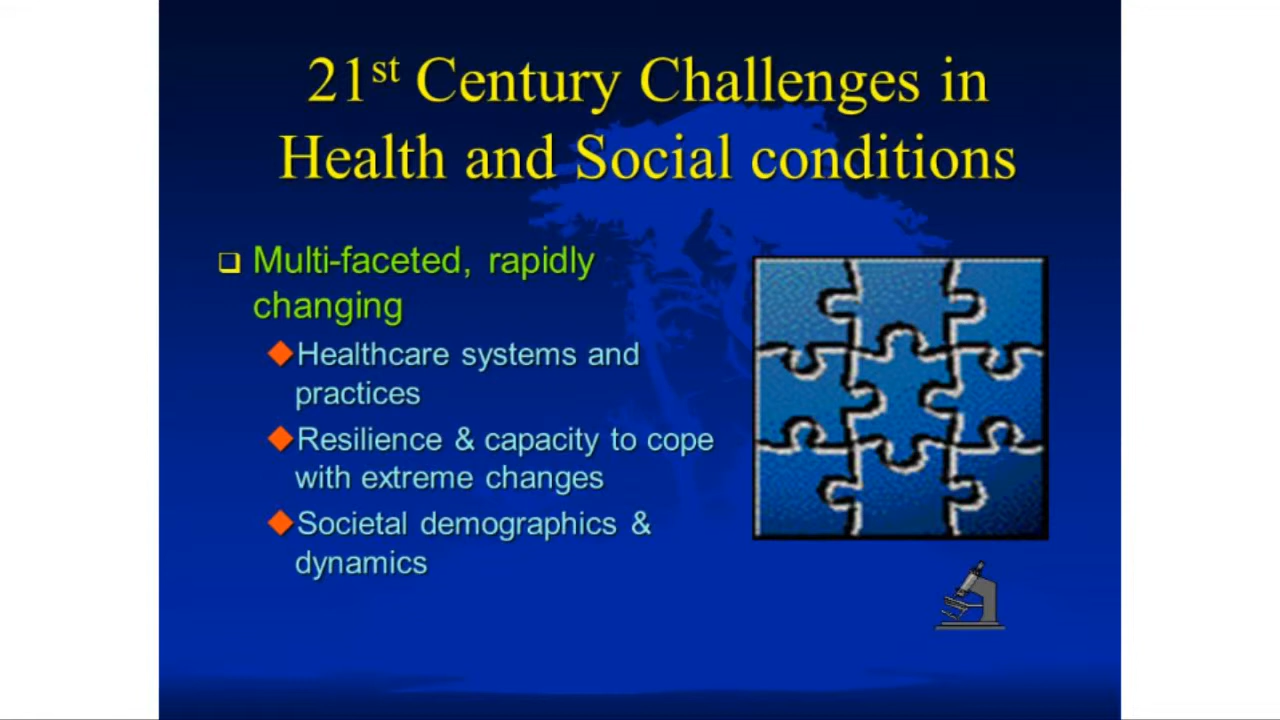 21st Century Challenges in
Health and Social conditions
Multi-faceted, rapidly
changing
Healthcare systems and
practices
Resilience & capacity to cope
with extreme changes
Societal demographics &
dynamics